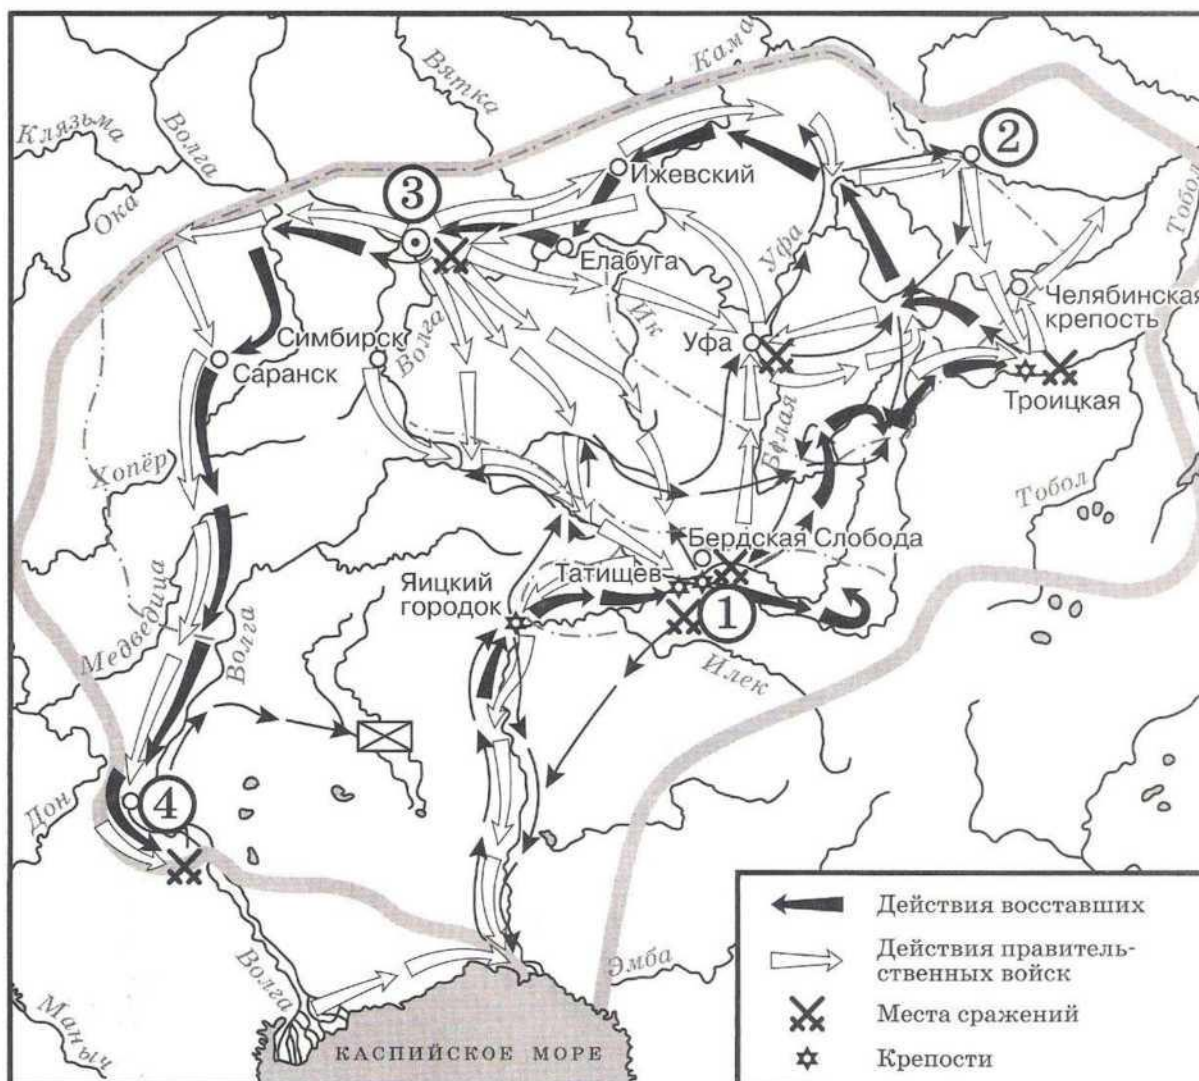 Кама
Вятка
Клязьма
Волга
2
Ижевский
Тобол
3
Ока
Елабуга
Уфа
Челябинская
крепость
Волга
Ик
Симбирск
Уфа
Саранск
Троицкая
Белая
Хопёр
Тобол
Бердская Слобода
Татищев
Яицкий
городок
1
Медведица
Волга
Илек
4
Дон
Эмба
Волга
Маныч
КАСПИЙСКОЕ МОРЕ
Действия восставших
Действия правитель-
ственных войск
Места сражений
Крепости